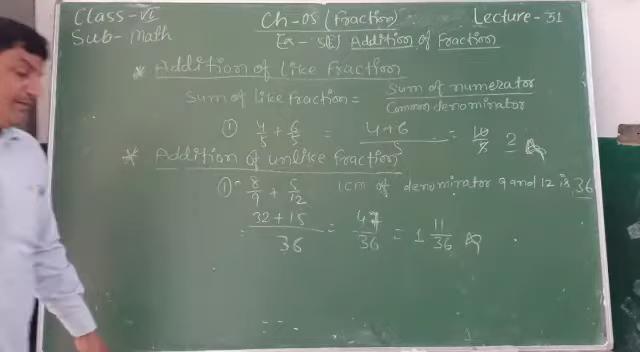 Class-VI Ch-05 (Fraction) Lecture-31
Sub-Math Ex-5(E) Addition of Fraction
* Addition of Like Fraction
Sum of like Fraction = Sum of numerator / Common denominator
① 4/5 + 6/5 = 4+6 / 5 = 10/5 2 Ans
* Addition of unlike Fraction
①- 8/9 + 5/12 lcm of denominator 9 and 12 is 36
= 32+15 / 36 = 47/36 = 1 11/36 Ans